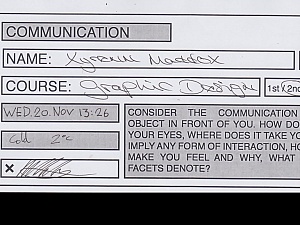 COMMUNICATION
NAME: Maddox
COURSE: Graphic Design 1st 2nd
WED. 20. NOV 13:26
Cold 2°c
CONSIDER THE COMMUNICATION
OBJECT IN FRONT OF YOU. HOW DO
YOUR EYES, WHERE DOES IT TAKE YO
IMPLY ANY FORM OF INTERACTION, HO
MAKE YOU FEEL AND WHY, WHAT
FACETS DENOTE?
X